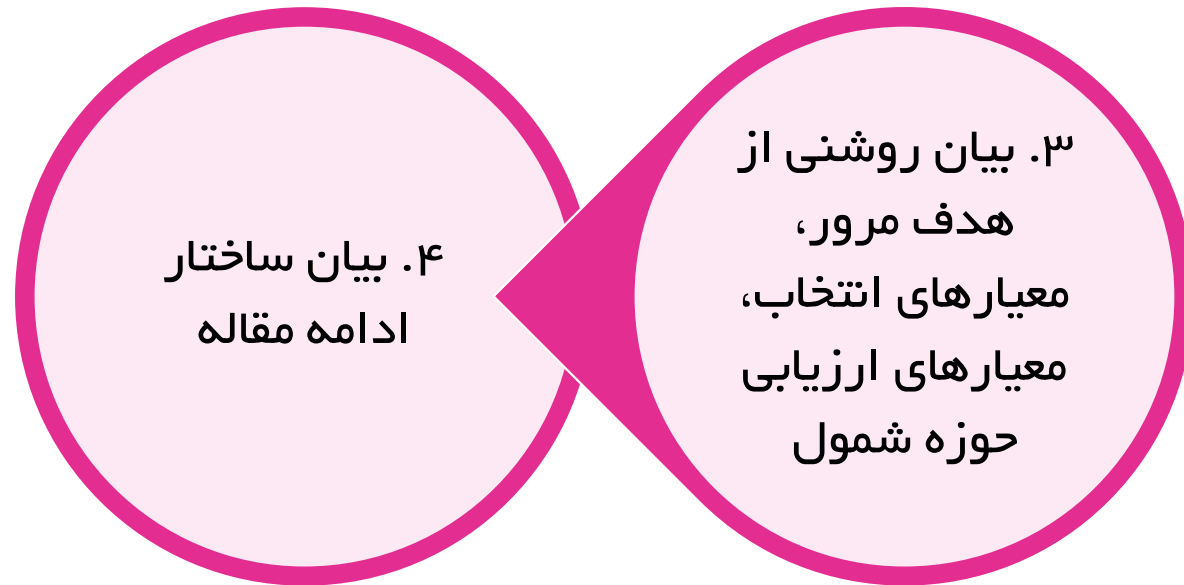 ۳. بیان روشنی از
هدف مرور،
معیارهای انتخاب،
معیارهای ارزیابی
حوزه شمول
۴. بیان ساختار
ادامه مقاله